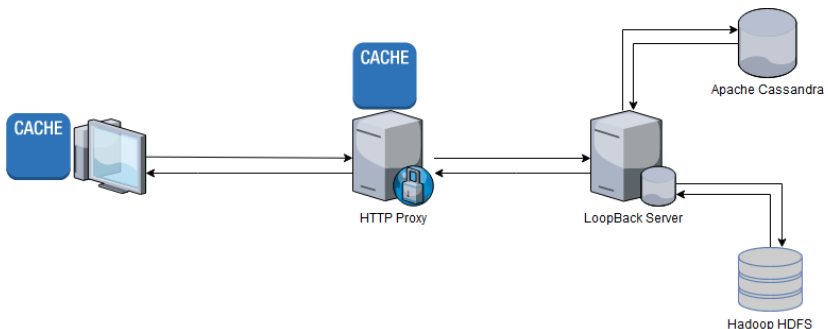 CACHE
CACHE
HTTP Proxy
LoopBack Server
Apache Cassandra
Hadoop HDFS